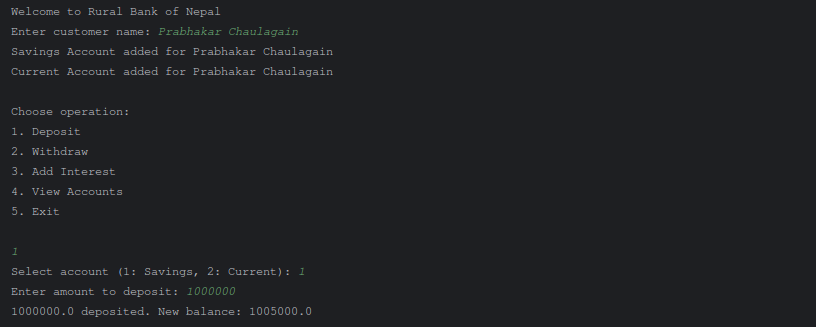 Welcome to Rural Bank of Nepal
Enter customer name: Prabhakar Chaulagain
Savings Account added for Prabhakar Chaulagain
Current Account added for Prabhakar Chaulagain
Choose operation:
1. Deposit
2. Withdraw
3. Add Interest
4. View Accounts
5. Exit
1
Select account (1: Savings, 2: Current): 1
Enter amount to deposit: 1000000
1000000.0 deposited. New balance: 1005000.0